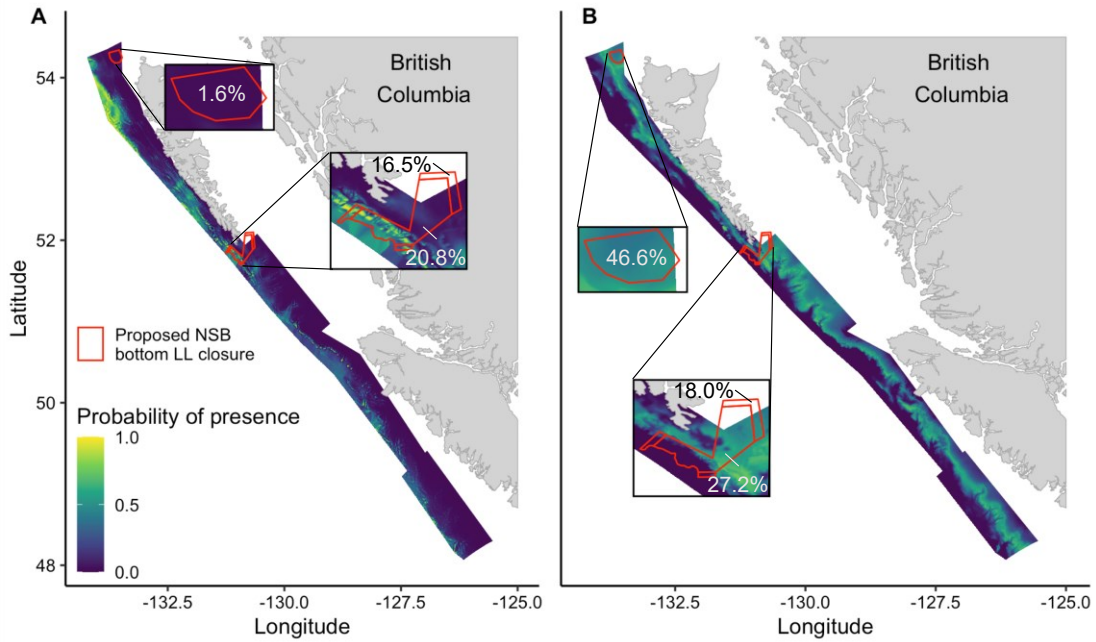 A
B
British
Columbia
1.6%
16.5%
20.8%
Proposed NSB
bottom LL closure
Probability of presence
1.0
0.5
0.0
Latitude
54
52
50
48
-132.5
-130.0
-127.5
-125.0
Longitude
British
Columbia
46.6%
18.0%
27.2%
-132.5
-130.0
-127.5
-125.0
Longitude